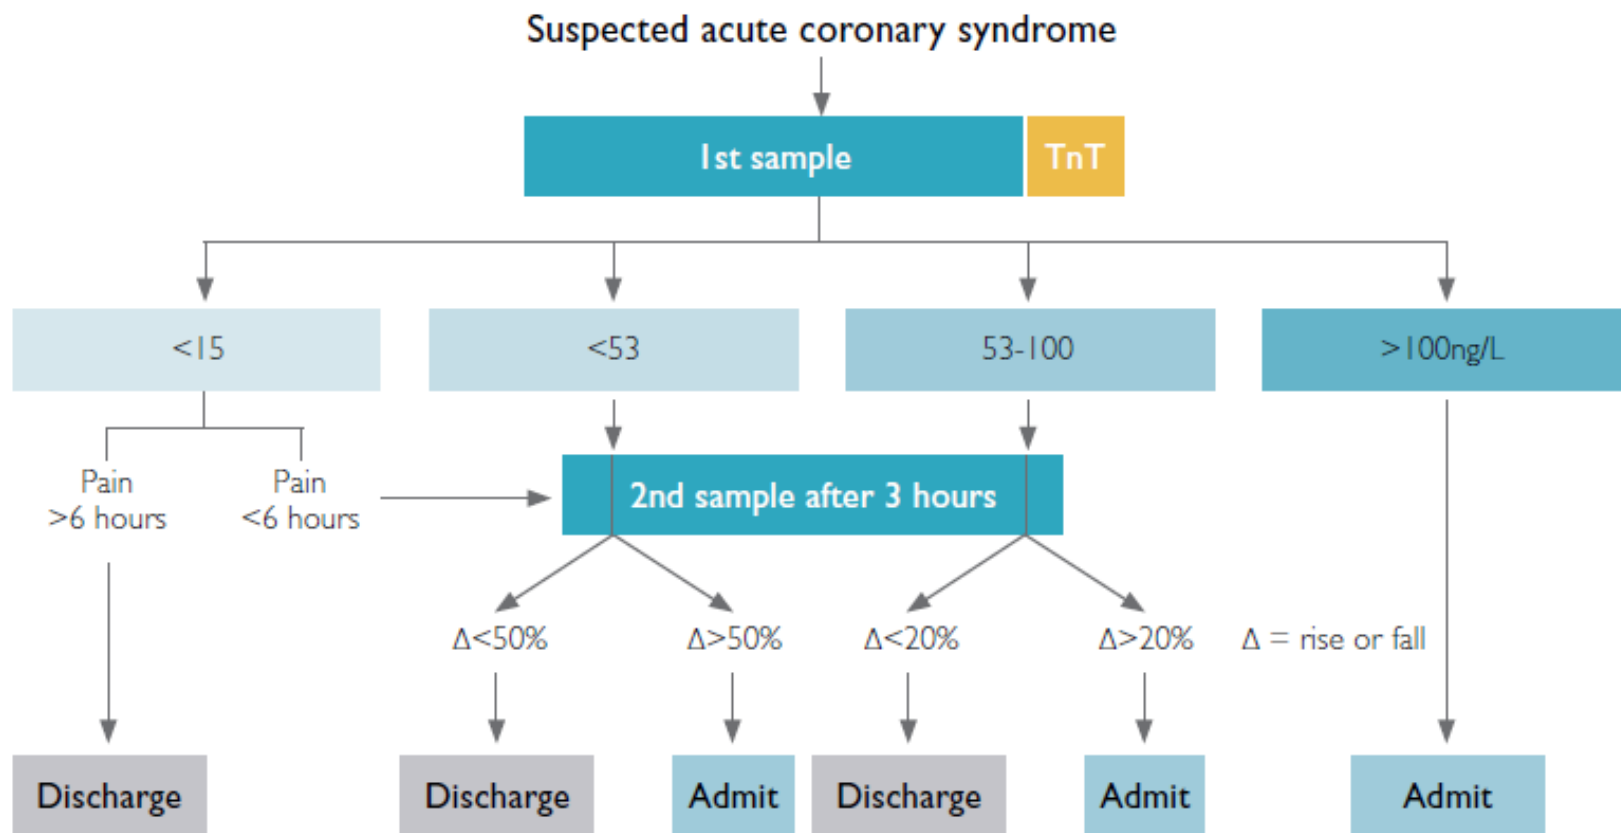 Suspected acute coronary syndrome
1st sample
TnT
<15
<53
53-100
>100ng/L
Pain
>6 hours
Pain
<6 hours
2nd sample after 3 hours
Δ<50%
Δ>50%
Δ<20%
Δ>20%
Δ = rise or fall
Discharge
Discharge
Admit
Discharge
Admit
Admit